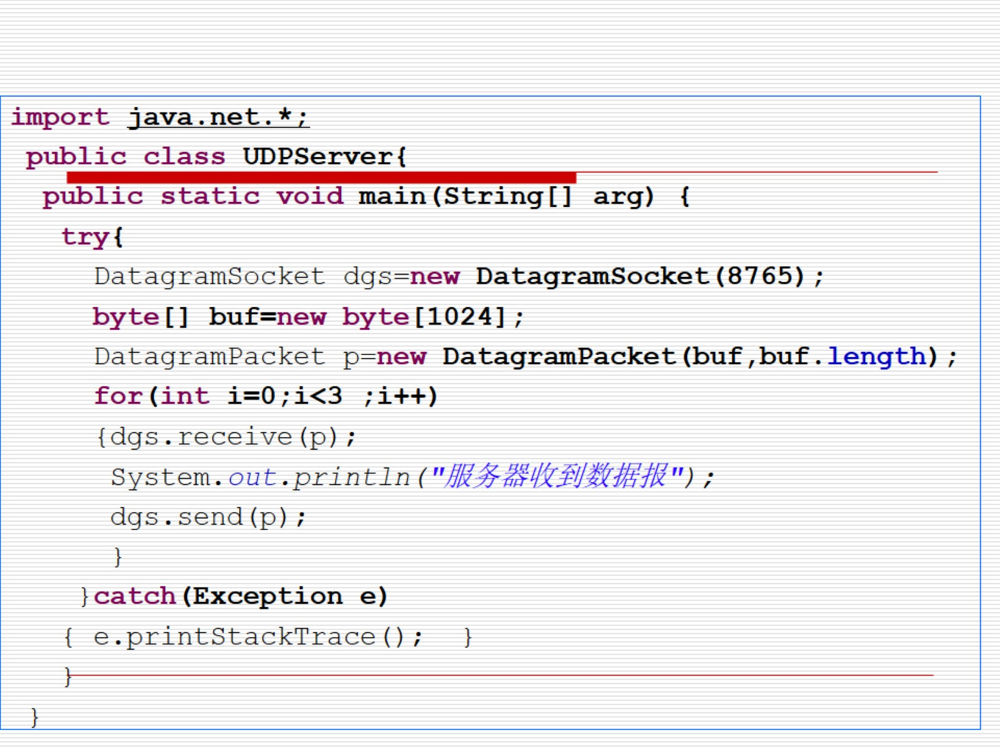 import java.net.*;
public class UDPServer{
public static void main(String[] arg) {
try{
DatagramSocket dgs=new DatagramSocket(8765);
byte[] buf=new byte[1024];
DatagramPacket p=new DatagramPacket(buf,buf.length);
for(int i=0;i<3 ;i++)
{dgs.receive(p);
System.out.println("服务器收到数据报");
dgs.send(p);
}
}catch(Exception e)
{ e.printStackTrace();  }
}
}